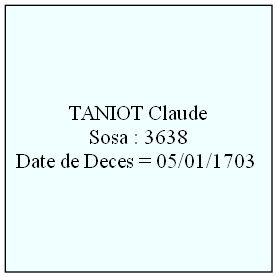 TANIOT Claude
Sosa : 3638
Date de Deces = 05/01/1703